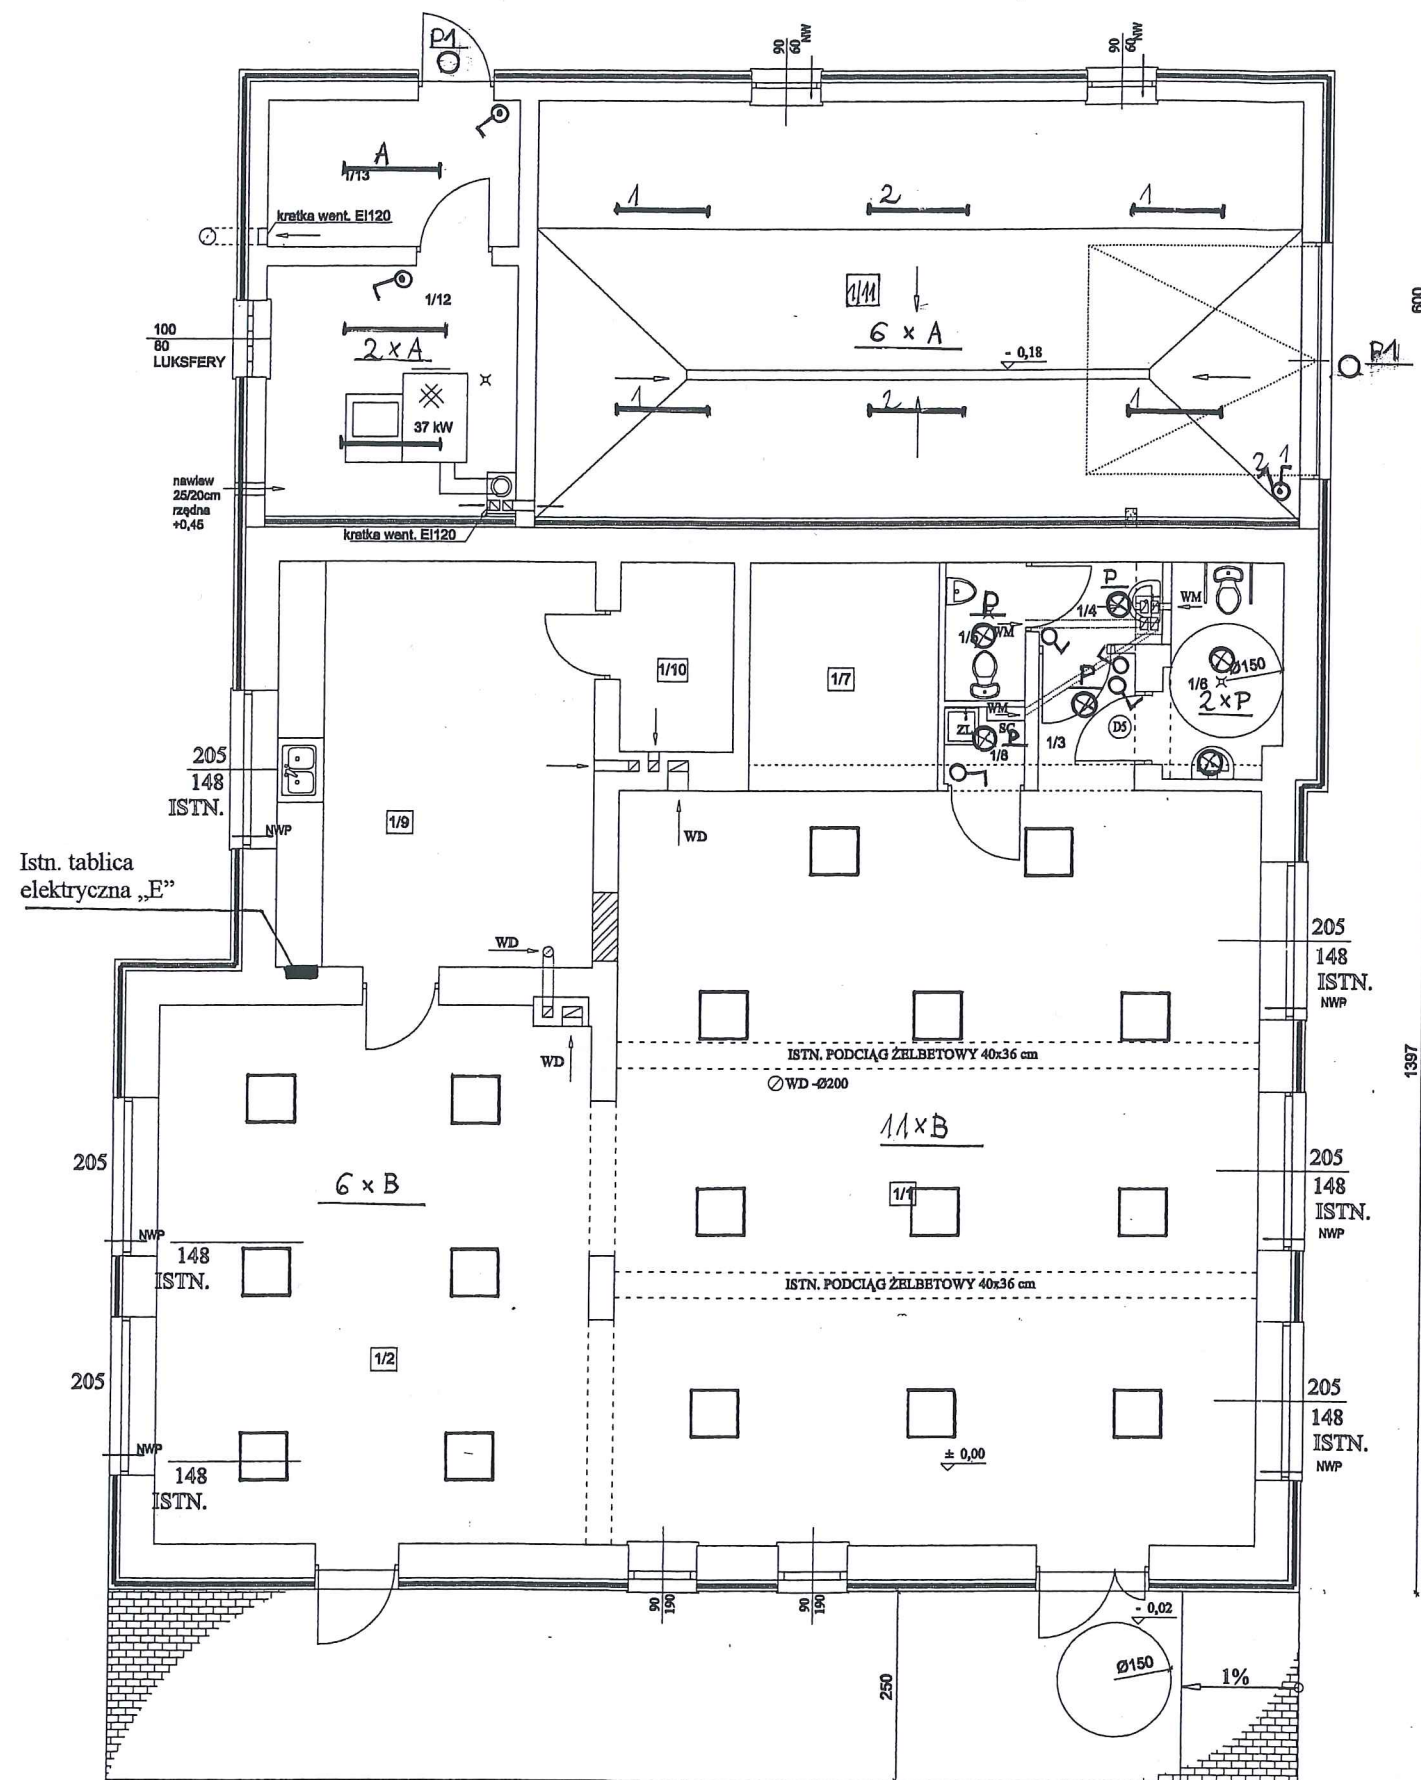 P1
90
60
NW
90
60
NW
A
1/13
kratka went. EI120
1
2
1
1/12
1/11
6 x A
- 0,18
600
100
60
LUKSFERY
2 x A
P1
1
2
1
37 kW
nawiew
25/20cm
rzędna
+0,45
2
1
kratka went. EI120
P
1/4
WM
P
1/5
WM
1/10
1/7
P
1/6
Ø150
2 x P
WM
SG
ZL
P
1/8
1/3
D5
205
148
ISTN.
NWP
1/9
WD
Istn. tablica
elektryczna „E”
WD
205
148
ISTN.
NWP
WD
ISTN. PODCIĄG ŻELBETOWY 40x36 cm
WD -Ø200
1397
11 x B
205
148
ISTN.
NWP
6 x B
1/1
205
148
ISTN.
NWP
ISTN. PODCIĄG ŻELBETOWY 40x36 cm
1/2
205
148
ISTN.
NWP
205
148
ISTN.
NWP
± 0,00
90
190
90
190
- 0,02
Ø150
250
1%